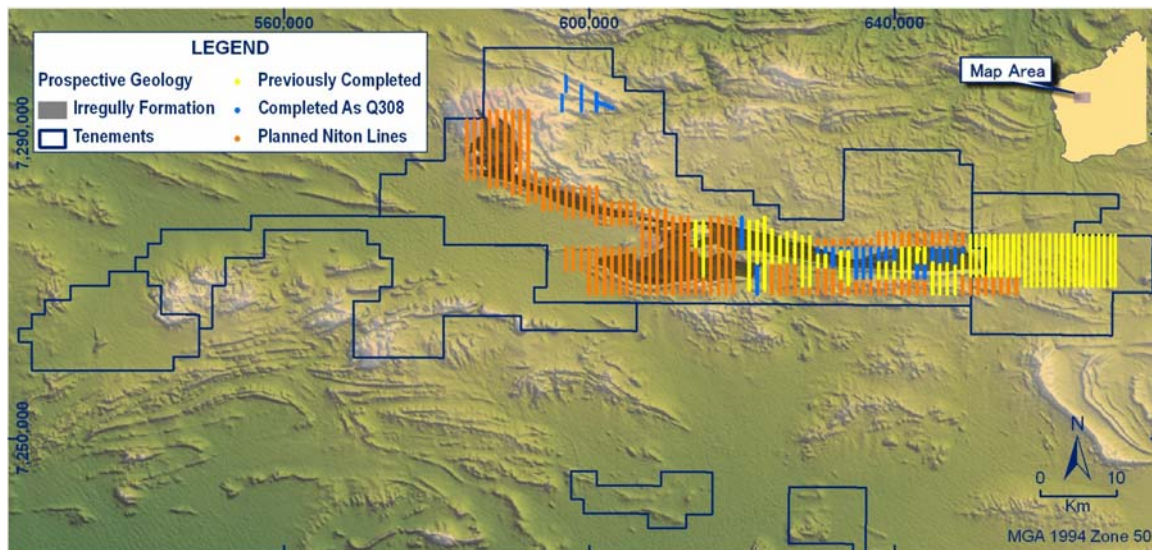 560,000
600,000
640,000
LEGEND
Prospective Geology
Irregully Formation
Tenements
Previously Completed
Completed As Q308
Planned Niton Lines
Map Area
7,290,000
7,250,000
N
0 10
Km
MGA 1994 Zone 50